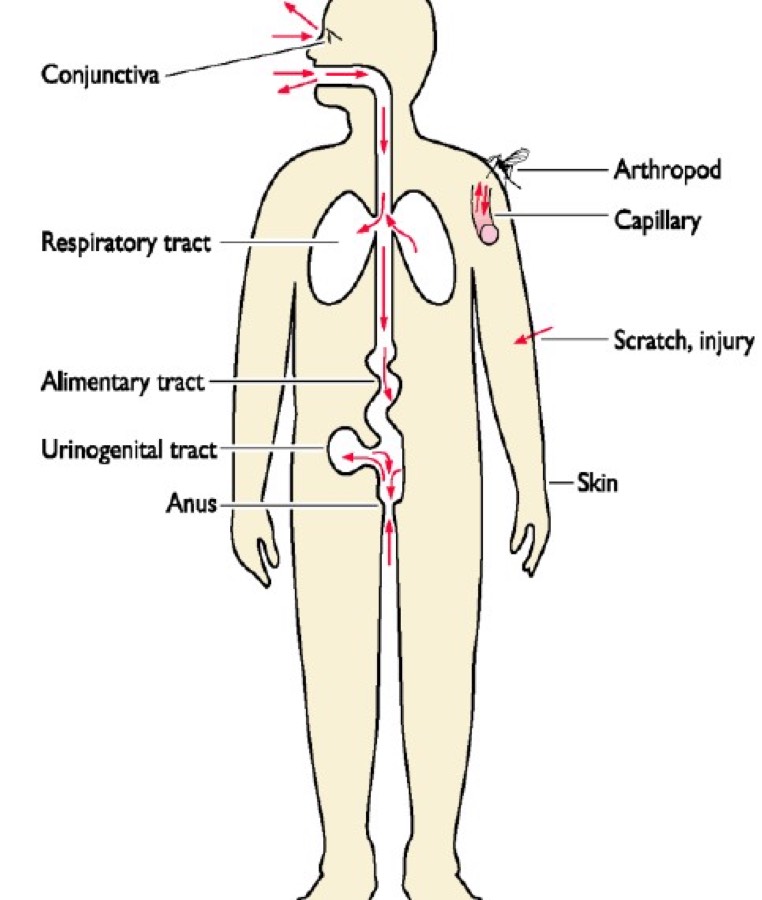 Conjunctiva
Arthropod
Capillary
Respiratory tract
Scratch, injury
Alimentary tract
Urinogenital tract
Skin
Anus